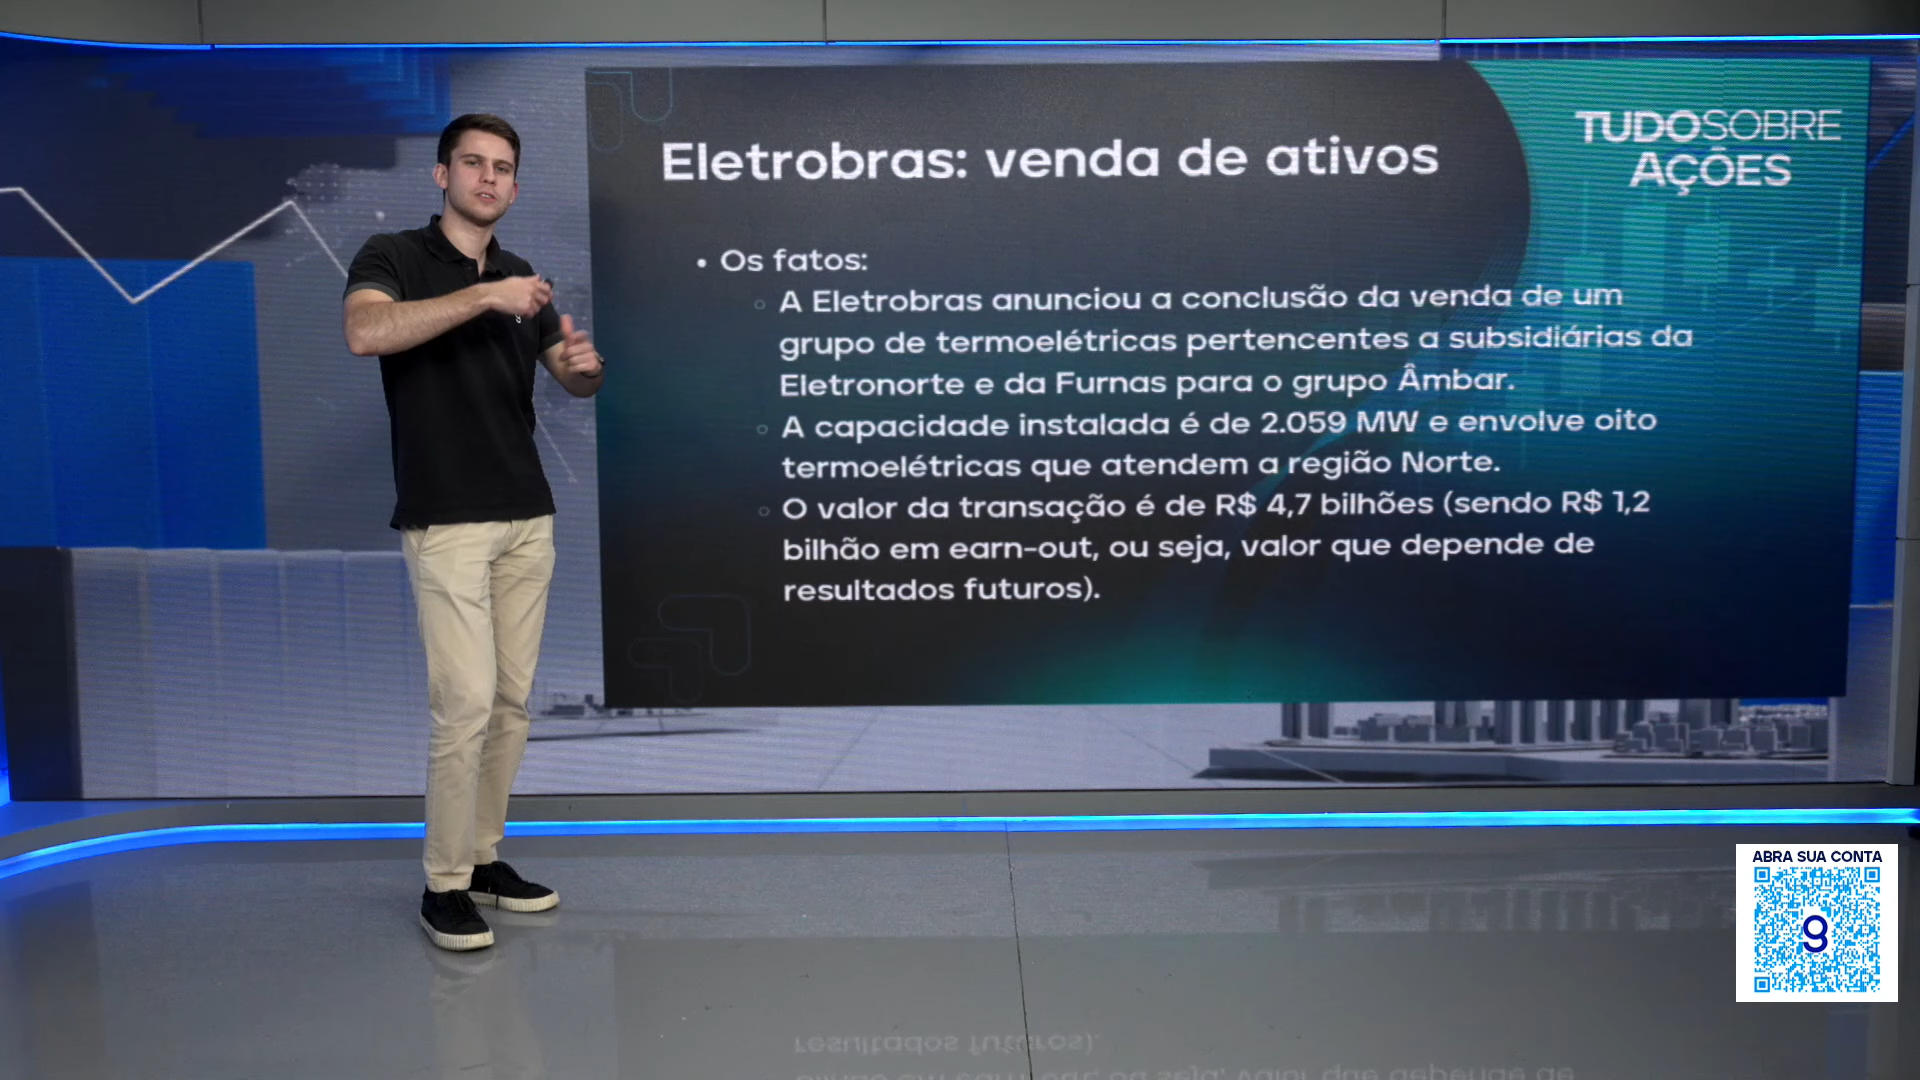 TUDOSOBRE
AÇÕES
Eletrobras: venda de ativos
• Os fatos:
○ A Eletrobras anunciou a conclusão da venda de um
grupo de termoelétricas pertencentes a subsidiárias da
Eletronorte e da Furnas para o grupo Âmbar.
○ A capacidade instalada é de 2.059 MW e envolve oito
termoelétricas que atendem a região Norte.
○ O valor da transação é de R$ 4,7 bilhões (sendo R$ 1,2
bilhão em earn-out, ou seja, valor que depende de
resultados futuros).
ABRA SUA CONTA
g